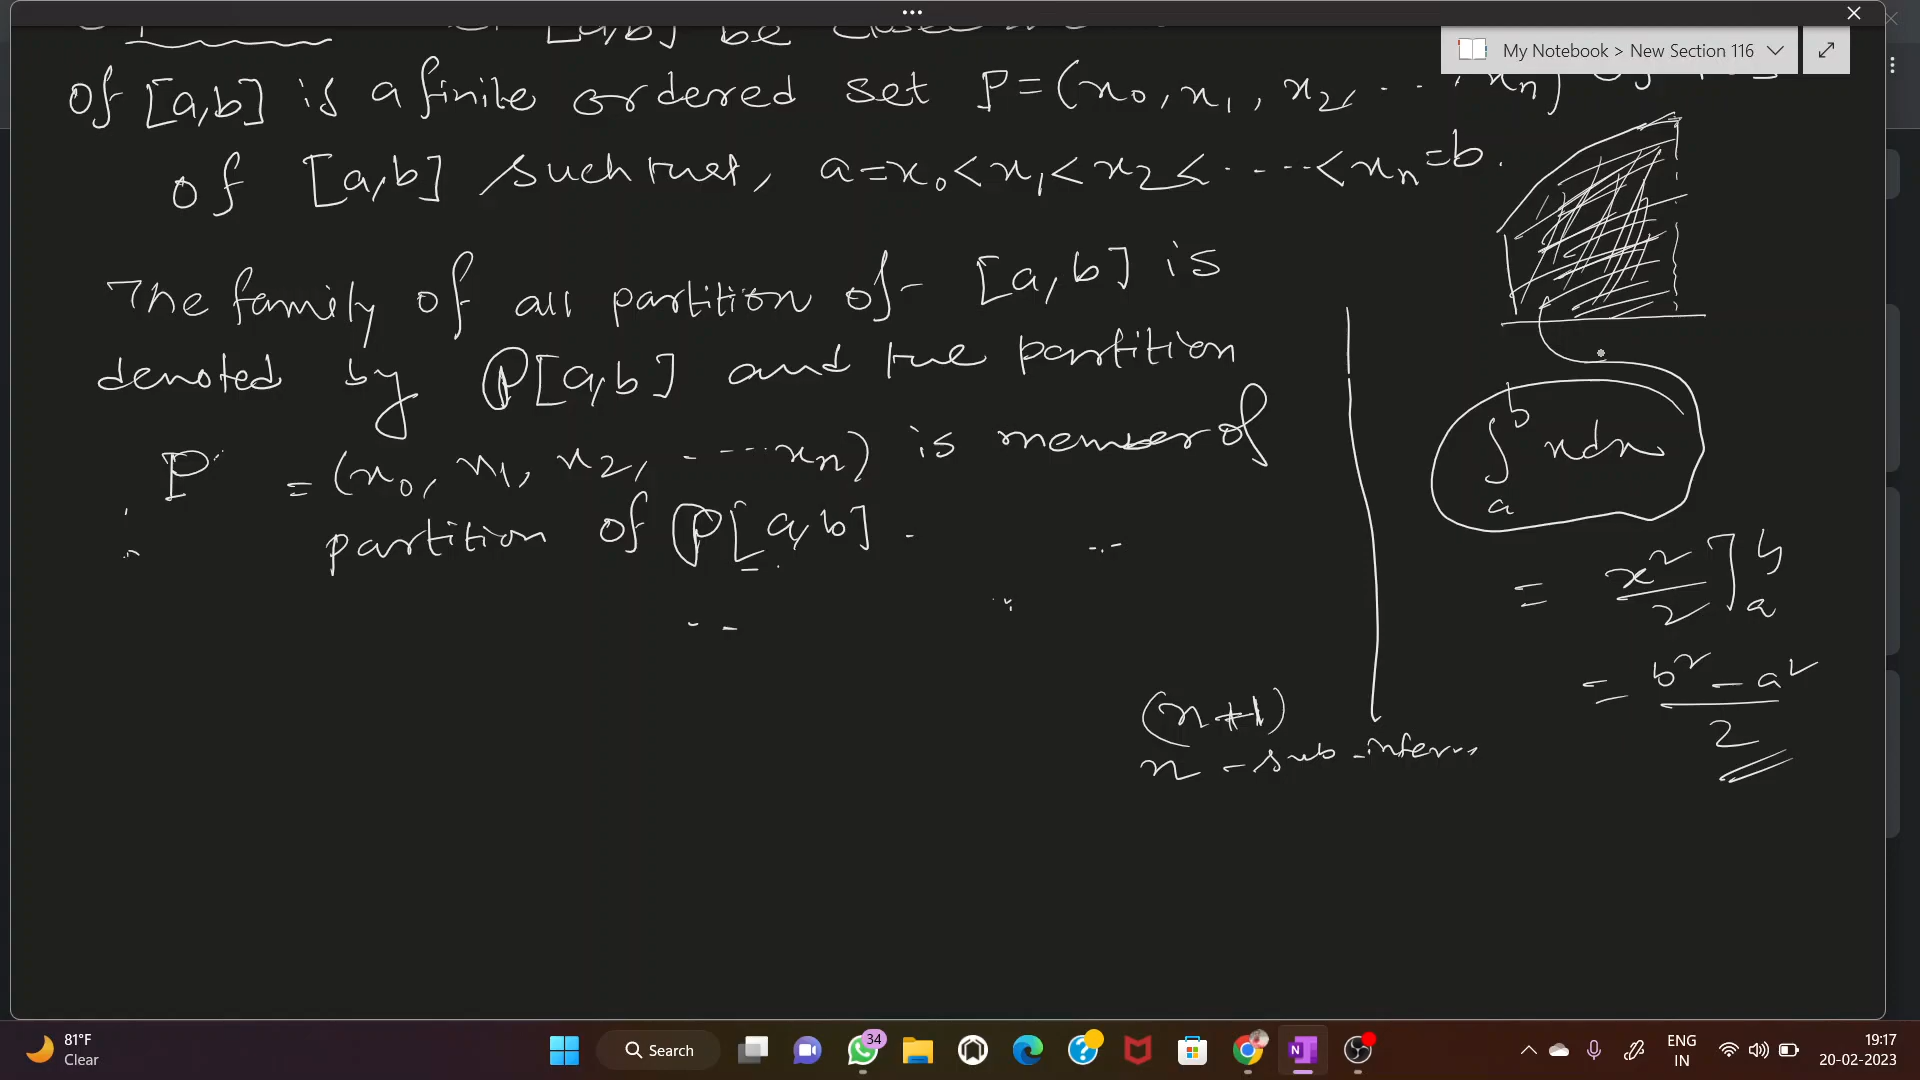 My Notebook > New Section 116
of [a,b] is a finite ordered set P=(x₀, x₁, x₂, ..., xₙ)
of [a,b] such that, a=x₀<x₁<x₂<.....<xₙ=b.
The family of all partition of [a,b] is
denoted by P[a,b] and the partition
P = (x₀, x₁, x₂, .....xₙ) is member of
partition of P[a,b].
(n+1)
n - sub-interv
∫ₐᵇ x dx
= x²/2 ]ₐᵇ
= b² - a² / 2
81°F
Clear
Search
34
ENG
IN
19:17
20-02-2023